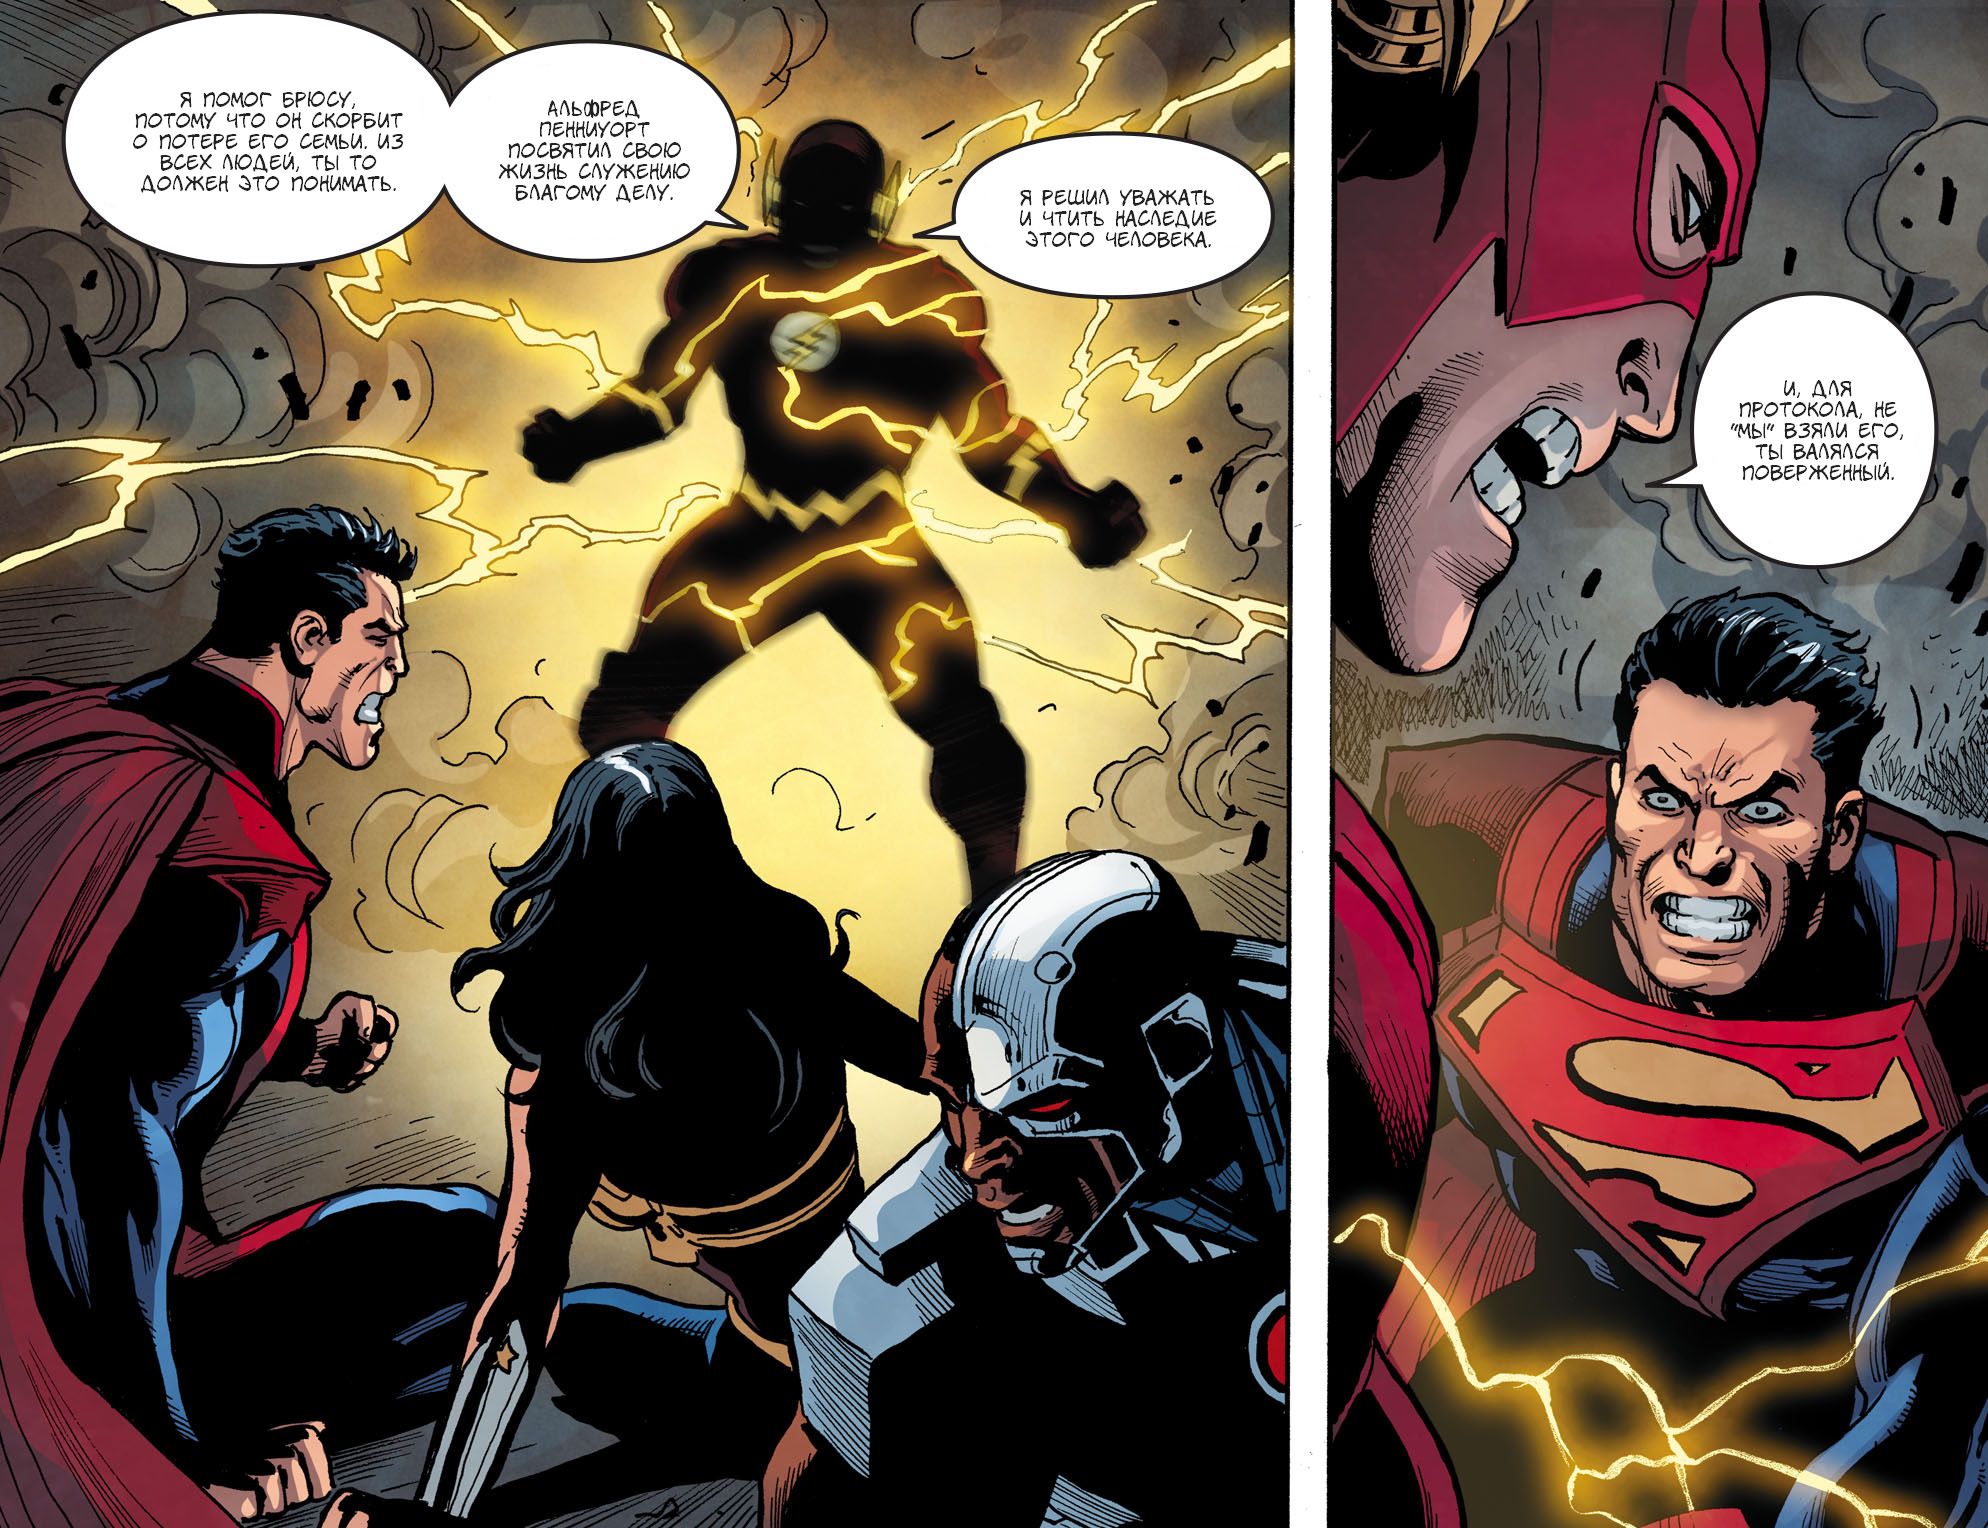 Я ПОМОГ БРЮСУ,
ПОТОМУ ЧТО ОН СКОРБИТ
О ПОТЕРЕ ЕГО СЕМЬИ. ИЗ
ВСЕХ ЛЮДЕЙ, ТЫ ТО
ДОЛЖЕН ЭТО ПОНИМАТЬ.
АЛЬФРЕД
ПЕННИУОРТ
ПОСВЯТИЛ СВОЮ
ЖИЗНЬ СЛУЖЕНИЮ
БЛАГОМУ ДЕЛУ.
Я РЕШИЛ УВАЖАТЬ
И ЧТИТЬ НАСЛЕДИЕ
ЭТОГО ЧЕЛОВЕКА.
И, ДЛЯ
ПРОТОКОЛА, НЕ
"МЫ" ВЗЯЛИ ЕГО,
ТЫ ВАЛЯЛСЯ
ПОВЕРЖЕННЫЙ.